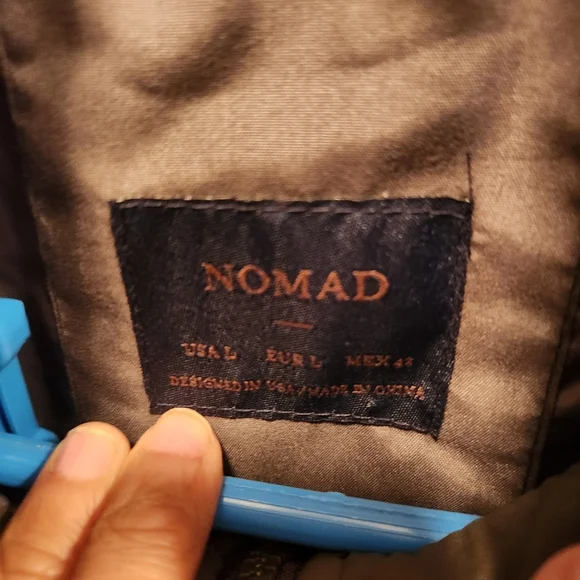 NOMAD
USA L EUR L MEX 42
DESIGNED IN USA / MADE IN CHINA